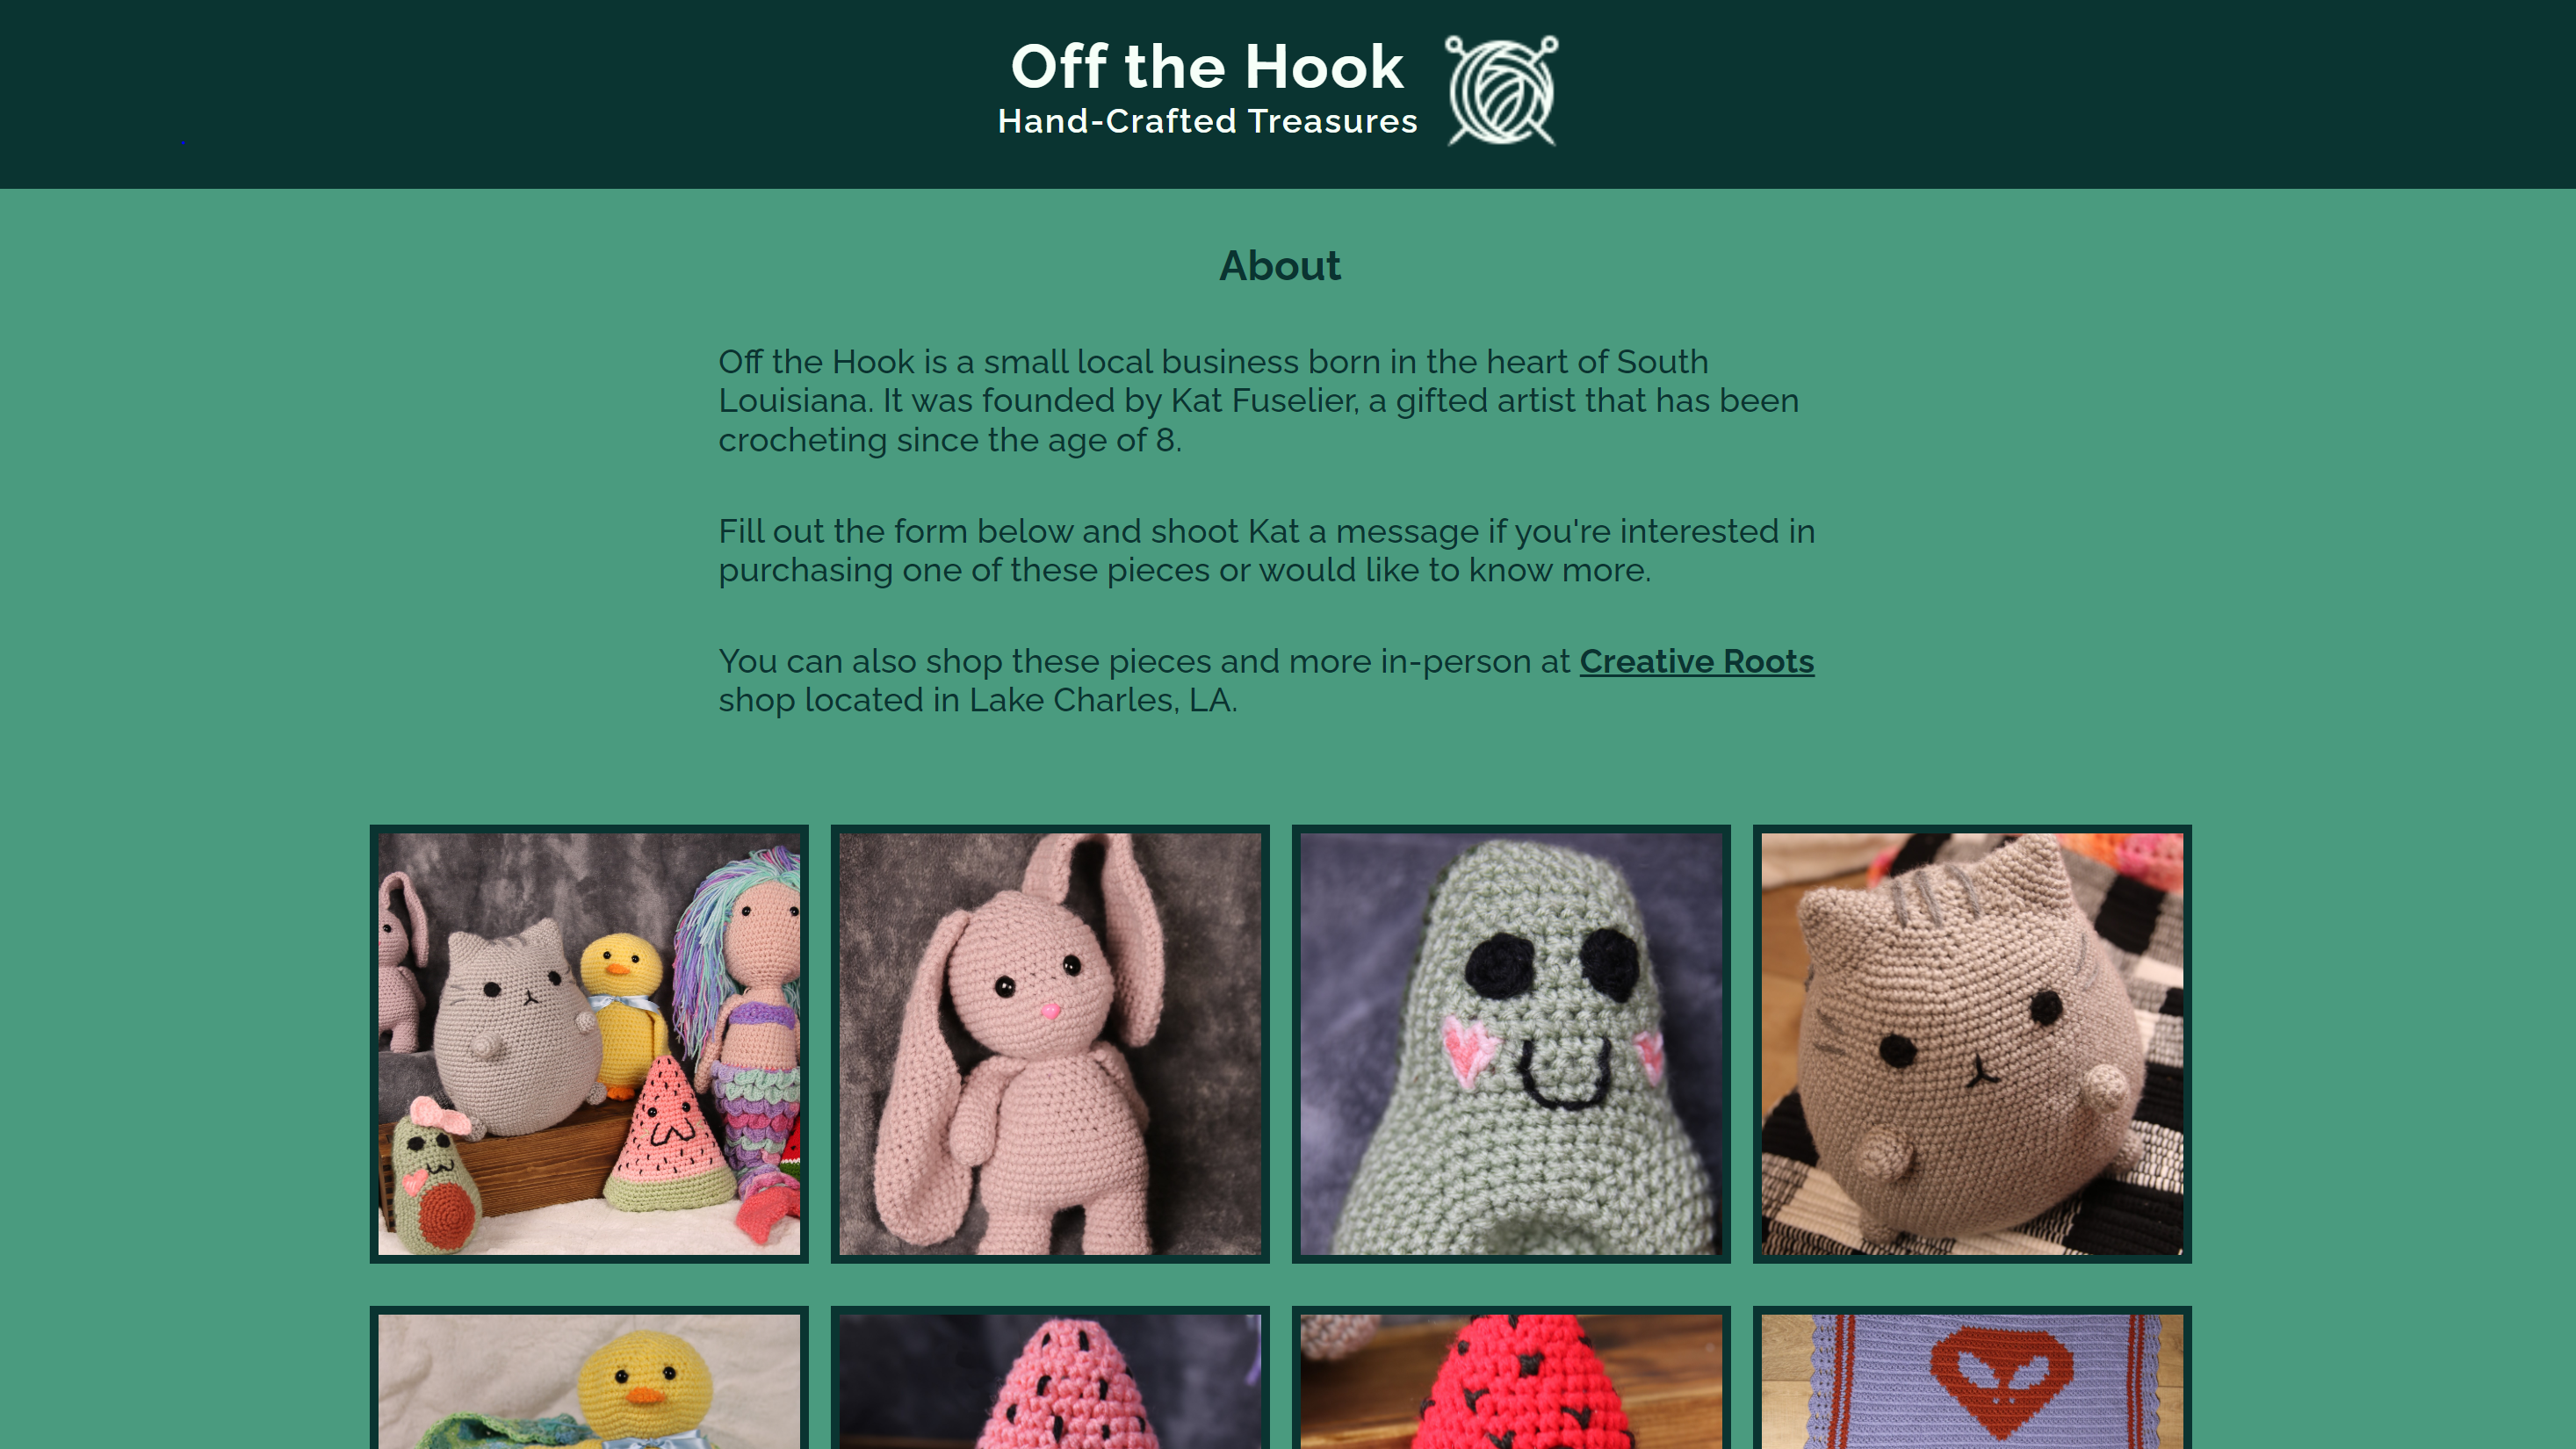 Off the Hook
Hand-Crafted Treasures
About
Off the Hook is a small local business born in the heart of South
Louisiana. It was founded by Kat Fuselier, a gifted artist that has been
crocheting since the age of 8.
Fill out the form below and shoot Kat a message if you're interested in
purchasing one of these pieces or would like to know more.
You can also shop these pieces and more in-person at Creative Roots
shop located in Lake Charles, LA.